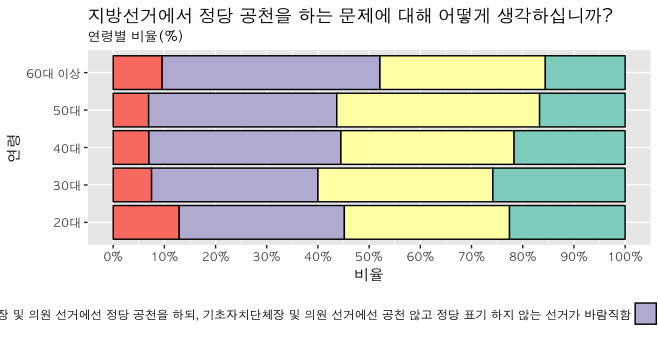 지방선거에서 정당 공천을 하는 문제에 대해 어떻게 생각하십니까?
연령별 비율(%)
60대 이상
50대
40대
30대
20대
연령
0% 10% 20% 30% 40% 50% 60% 70% 80% 90% 100%
비율
장 및 의원 선거에선 정당 공천을 하되, 기초자치단체장 및 의원 선거에선 공천 않고 정당 표기 하지 않는 선거가 바람직함